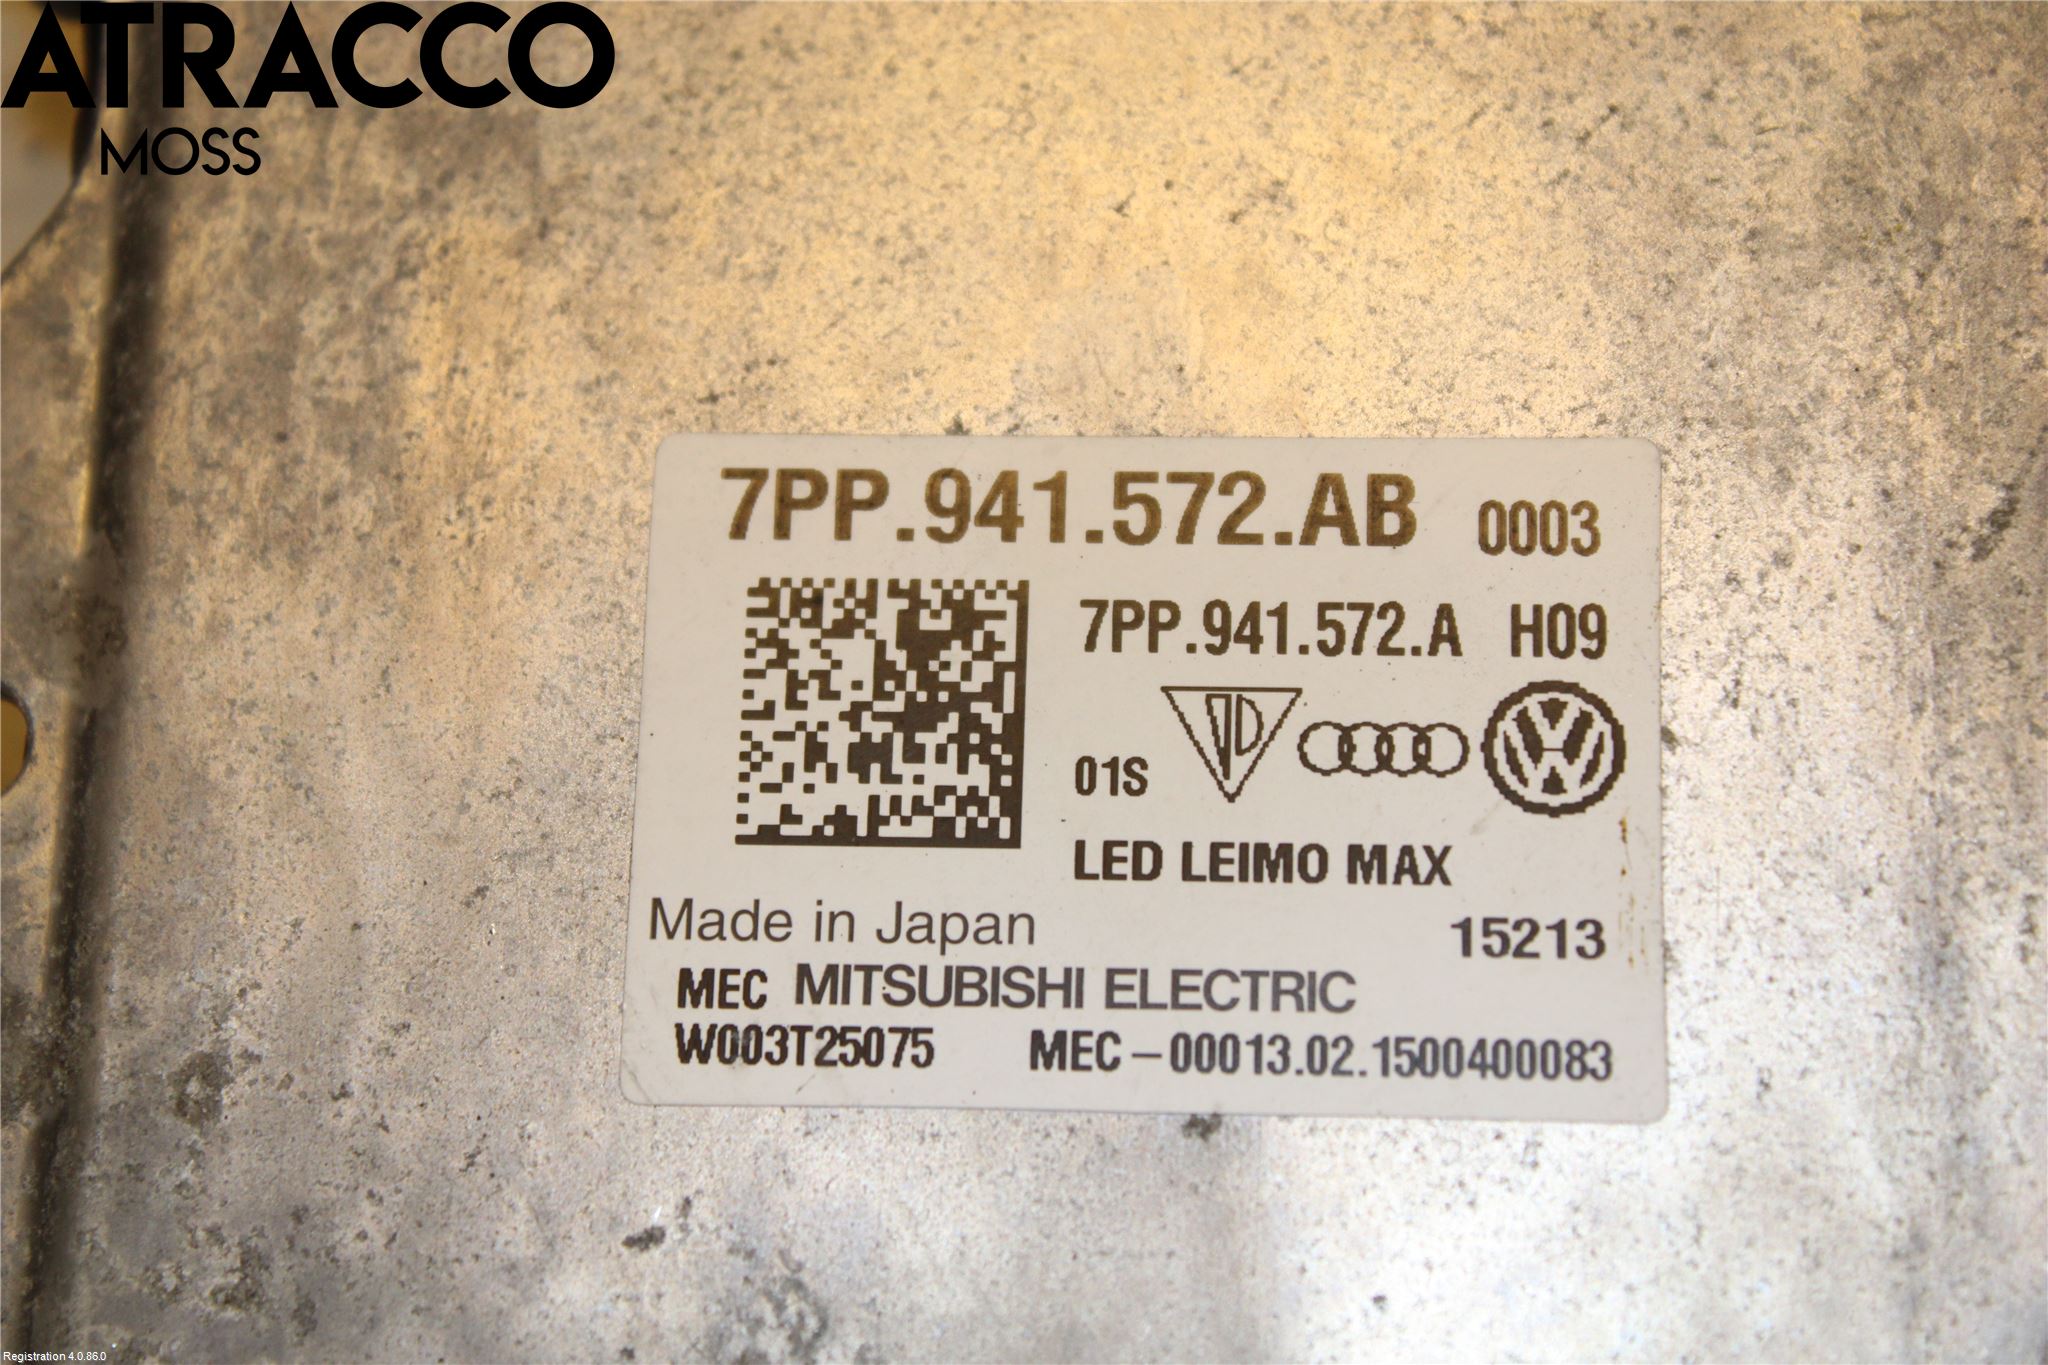 ATRACCO
MOSS
7PP.941.572.AB 0003
7PP.941.572.A H09
01S
LED LEIMO MAX
Made in Japan 15213
MEC MITSUBISHI ELECTRIC
W003T25075 MEC-00013.02.1500400083
Registration 4.0.86.0